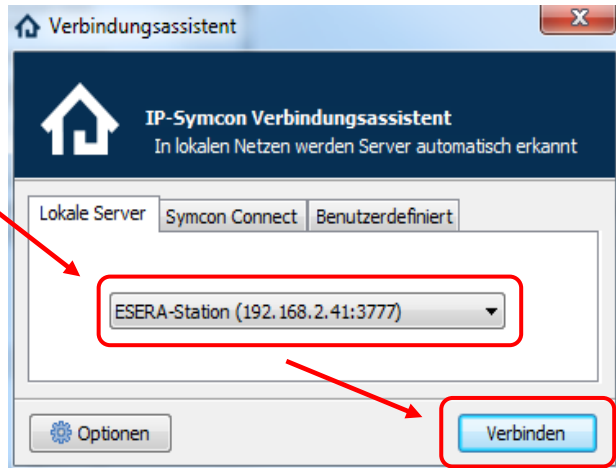 Verbindungsassistent
IP-Symcon Verbindungsassistent
In lokalen Netzen werden Server automatisch erkannt
Lokale Server Symcon Connect Benutzerdefiniert
ESERA-Station (192.168.2.41:3777)
Optionen Verbinden